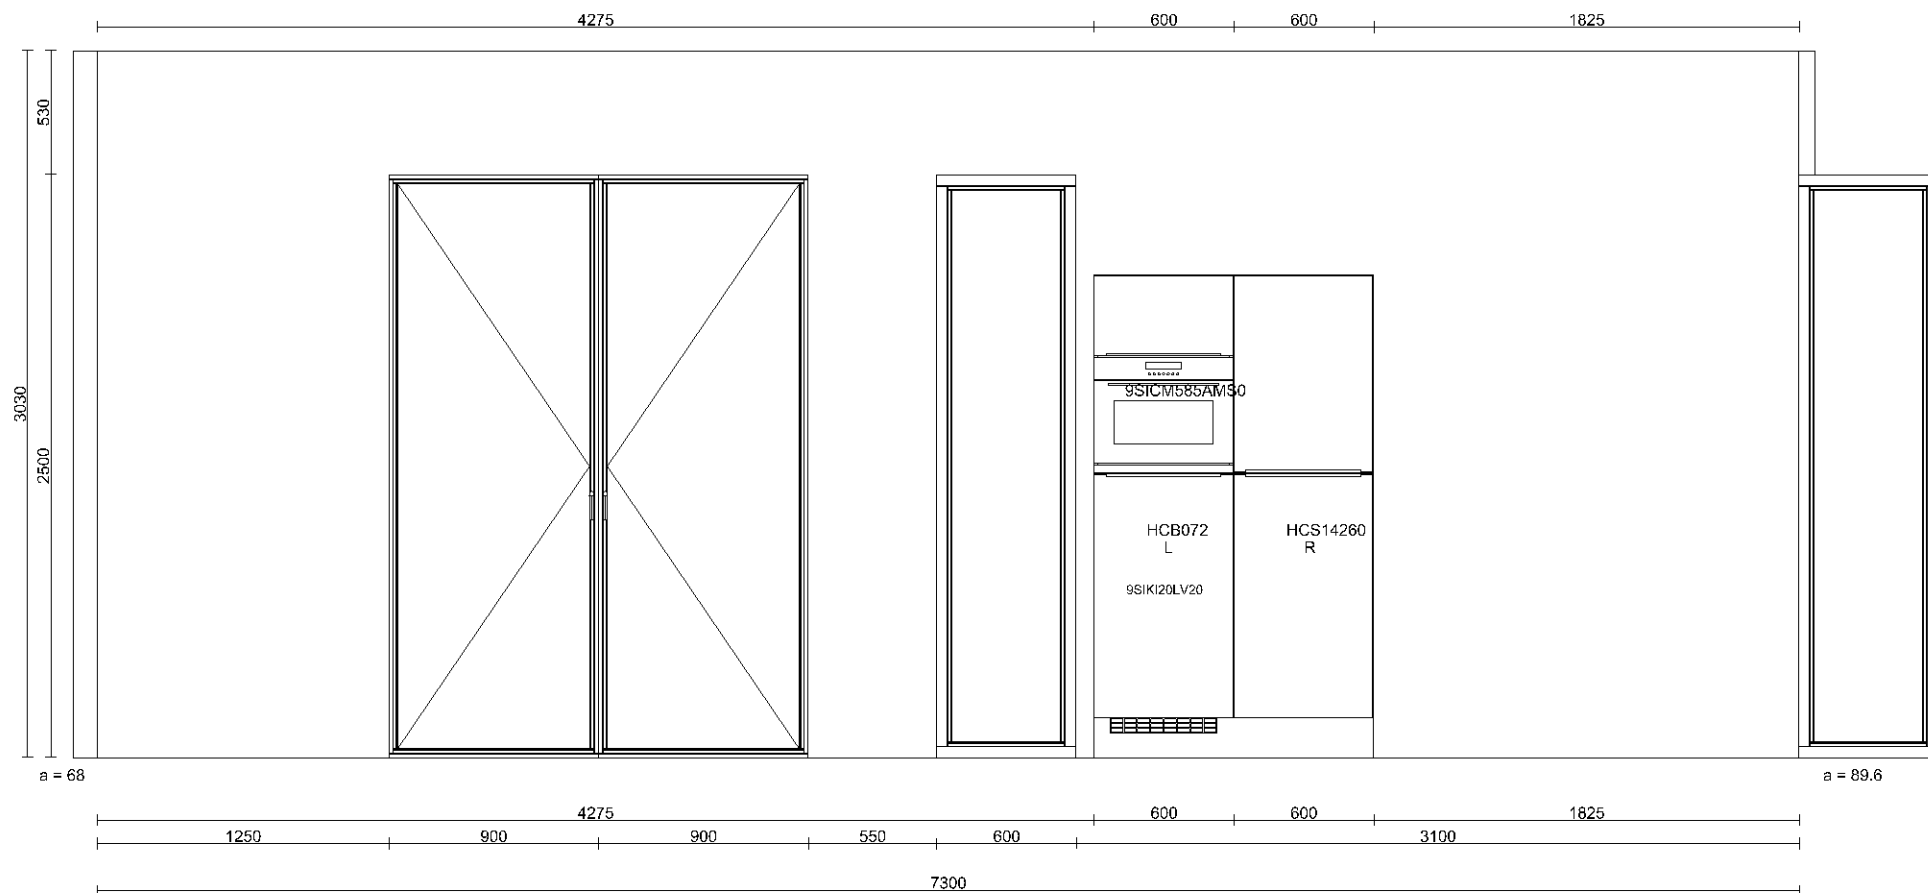 4275 600 600 1825
530
3030
2500
9SICM585AMS0
HCB072 HCS14260
L R
9SIKI20LV20
a = 68 a = 89.6
4275 600 600 1825
1250 900 900 550 600 3100
7300